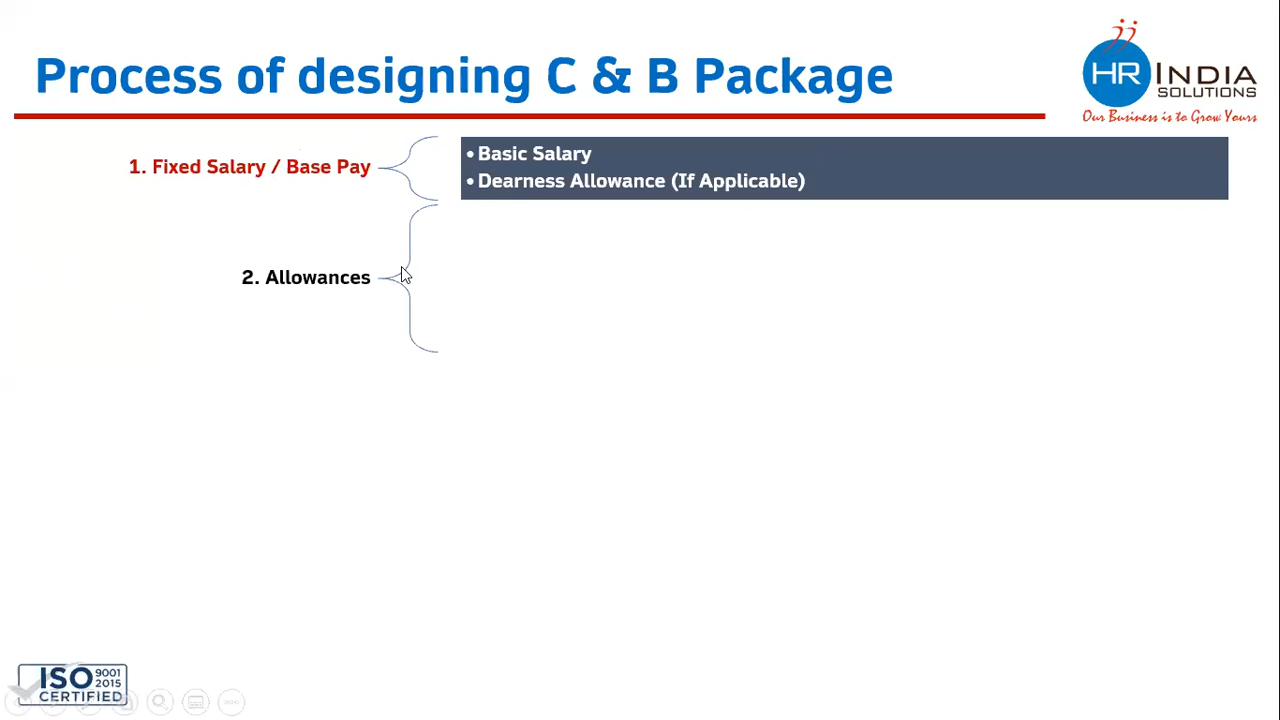 Process of designing C & B Package
HR INDIA
SOLUTIONS
Our Business is to Grow Yours
1. Fixed Salary / Base Pay
• Basic Salary
• Dearness Allowance (If Applicable)
2. Allowances
ISO 9001
2015
CERTIFIED